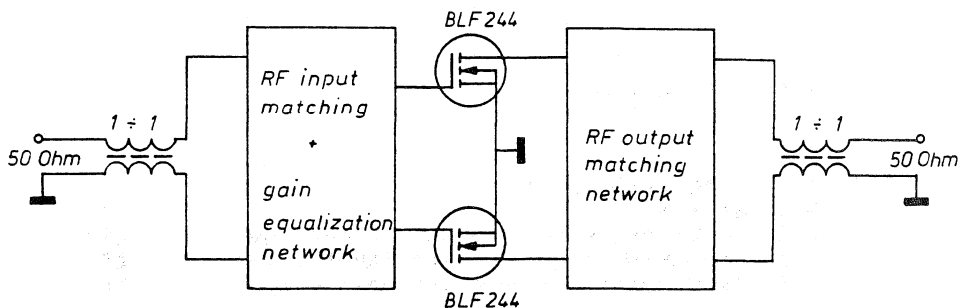 BLF244
RF input
matching
+
gain
equalization
network
1 ÷ 1
50 Ohm
RF output
matching
network
1 ÷ 1
50 Ohm
BLF244